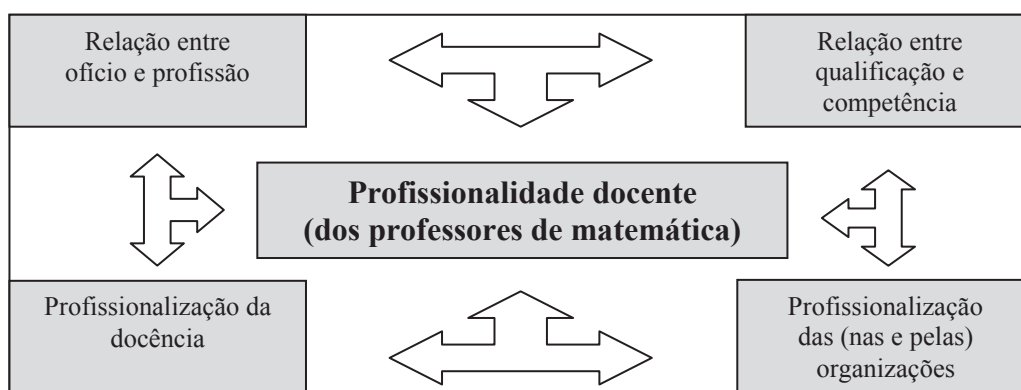 Relação entre
ofício e profissão
Relação entre
qualificação e
competência
Profissionalidade docente
(dos professores de matemática)
Profissionalização da
docência
Profissionalização
das (nas e pelas)
organizações